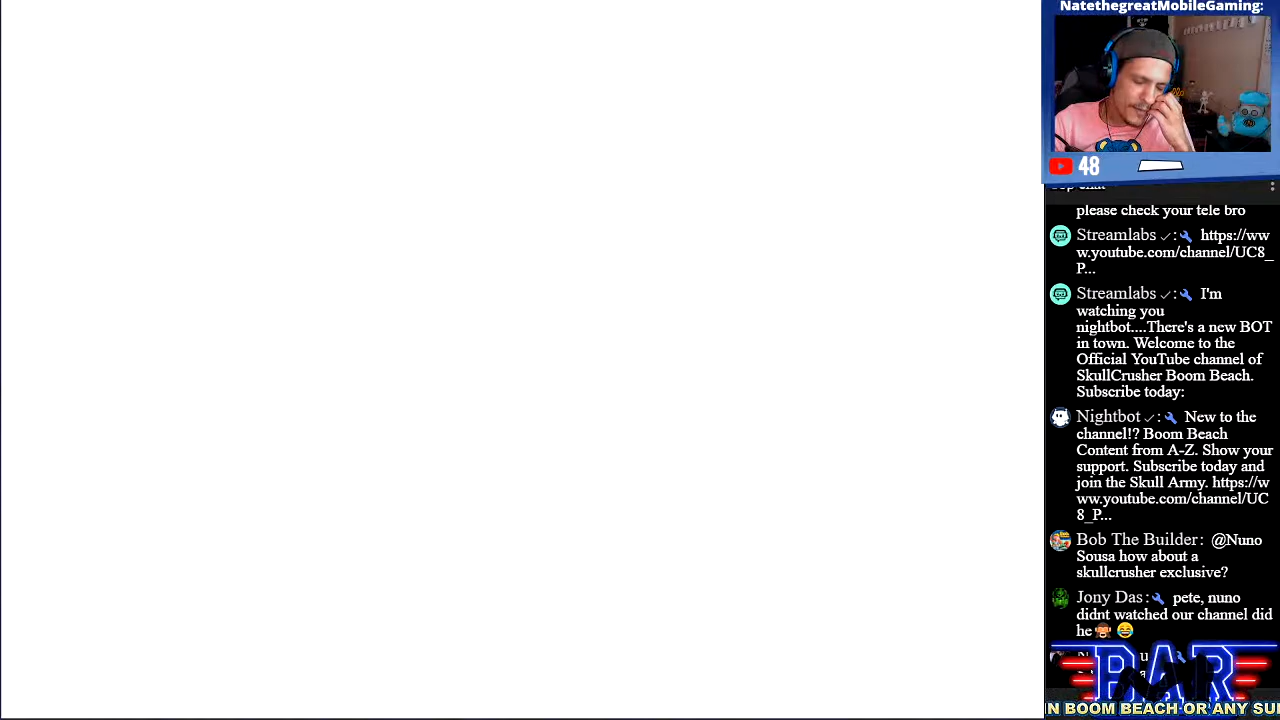 NatethegreatMobileGaming:
48
please check your tele bro
Streamlabs ✓: https://ww
w.youtube.com/channel/UC8_
P...
Streamlabs ✓: I'm
watching you
nightbot....There's a new BOT
in town. Welcome to the
Official YouTube channel of
SkullCrusher Boom Beach.
Subscribe today:
Nightbot ✓: New to the
channel!? Boom Beach
Content from A-Z. Show your
support. Subscribe today and
join the Skull Army. https://w
ww.youtube.com/channel/UC
8_P...
Bob The Builder: @Nuno
Sousa how about a
skullcrusher exclusive?
Jony Das: pete, nuno
didnt watched our channel did
he🙈 😂
BAR
IN BOOM BEACH OR ANY SU